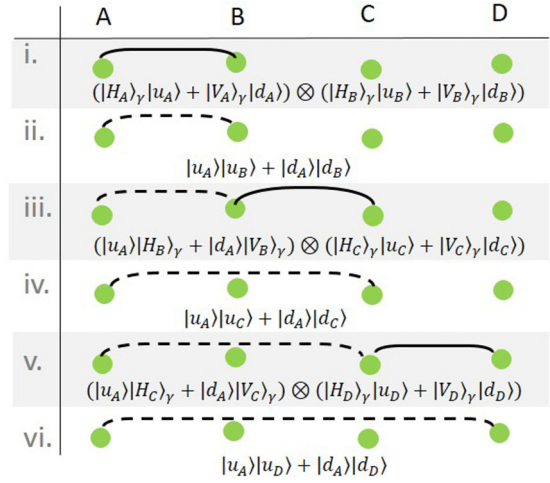 A B C D
i.
(|H_A⟩_γ|u_A⟩ + |V_A⟩_γ|d_A⟩) ⊗ (|H_B⟩_γ|u_B⟩ + |V_B⟩_γ|d_B⟩)
ii.
|u_A⟩|u_B⟩ + |d_A⟩|d_B⟩
iii.
(|u_A⟩|H_B⟩_γ + |d_A⟩|V_B⟩_γ) ⊗ (|H_C⟩_γ|u_C⟩ + |V_C⟩_γ|d_C⟩)
iv.
|u_A⟩|u_C⟩ + |d_A⟩|d_C⟩
v.
(|u_A⟩|H_C⟩_γ + |d_A⟩|V_C⟩_γ) ⊗ (|H_D⟩_γ|u_D⟩ + |V_D⟩_γ|d_D⟩)
vi.
|u_A⟩|u_D⟩ + |d_A⟩|d_D⟩